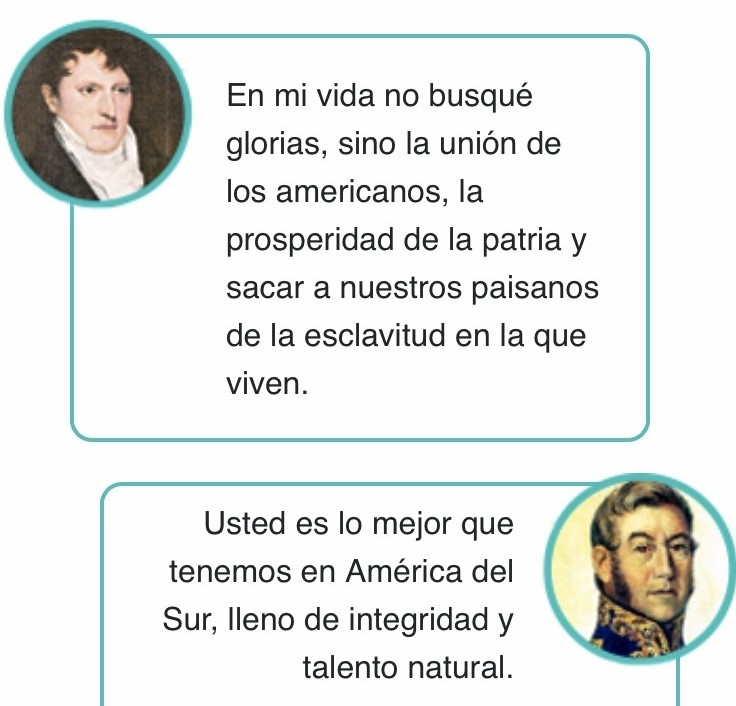 En mi vida no busqué
glorias, sino la unión de
los americanos, la
prosperidad de la patria y
sacar a nuestros paisanos
de la esclavitud en la que
viven.
Usted es lo mejor que
tenemos en América del
Sur, lleno de integridad y
talento natural.